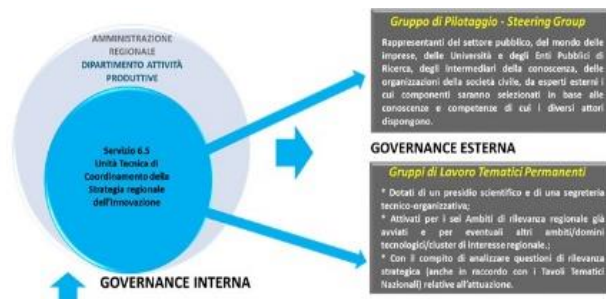 AMMINISTRAZIONE
REGIONALE
DIPARTIMENTO ATTIVITÀ
PRODUTTIVE
Servizio 6.5
Unità Tecnica di
Coordinamento della
Strategia regionale
dell'Innovazione
GOVERNANCE INTERNA
Gruppo di Pilotaggio - Steering Group
Rappresentanti del settore pubblico, del mondo delle
imprese, delle Università e degli Enti Pubblici di
Ricerca, degli intermediari della conoscenza, delle
organizzazioni della società civile, da esperti esterni i
cui componenti saranno selezionati in base alle
conoscenze e competenze di cui i diversi attori
dispongono.
GOVERNANCE ESTERNA
Gruppi di Lavoro Tematici Permanenti
* Dotati di un presidio scientifico e di una segreteria
tecnico-organizzativa;
* Attivati per i sei Ambiti di rilevanza regionale già
avviati e per eventuali altri ambiti/domini
tecnologici/cluster di interesse regionale.;
* Con il compito di analizzare questioni di rilevanza
strategica (anche in raccordo con i Tavoli Tematici
Nazionali) relative all'attuazione.